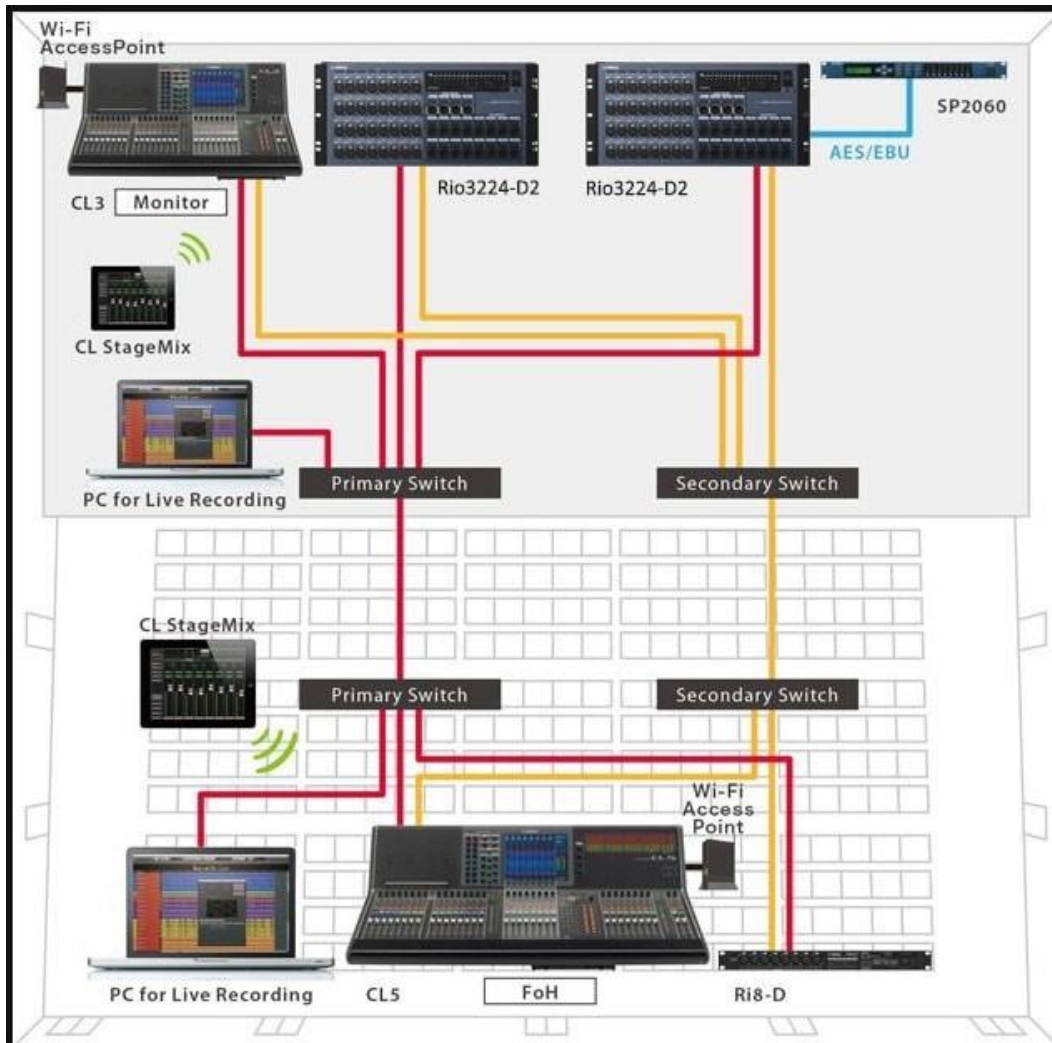 Wi-Fi
AccessPoint
SP2060
AES/EBU
Rio3224-D2
Rio3224-D2
CL3 Monitor
CL StageMix
PC for Live Recording
Primary Switch
Secondary Switch
CL StageMix
Primary Switch
Secondary Switch
Wi-Fi
Access
Point
PC for Live Recording
CL5
FoH
Ri8-D